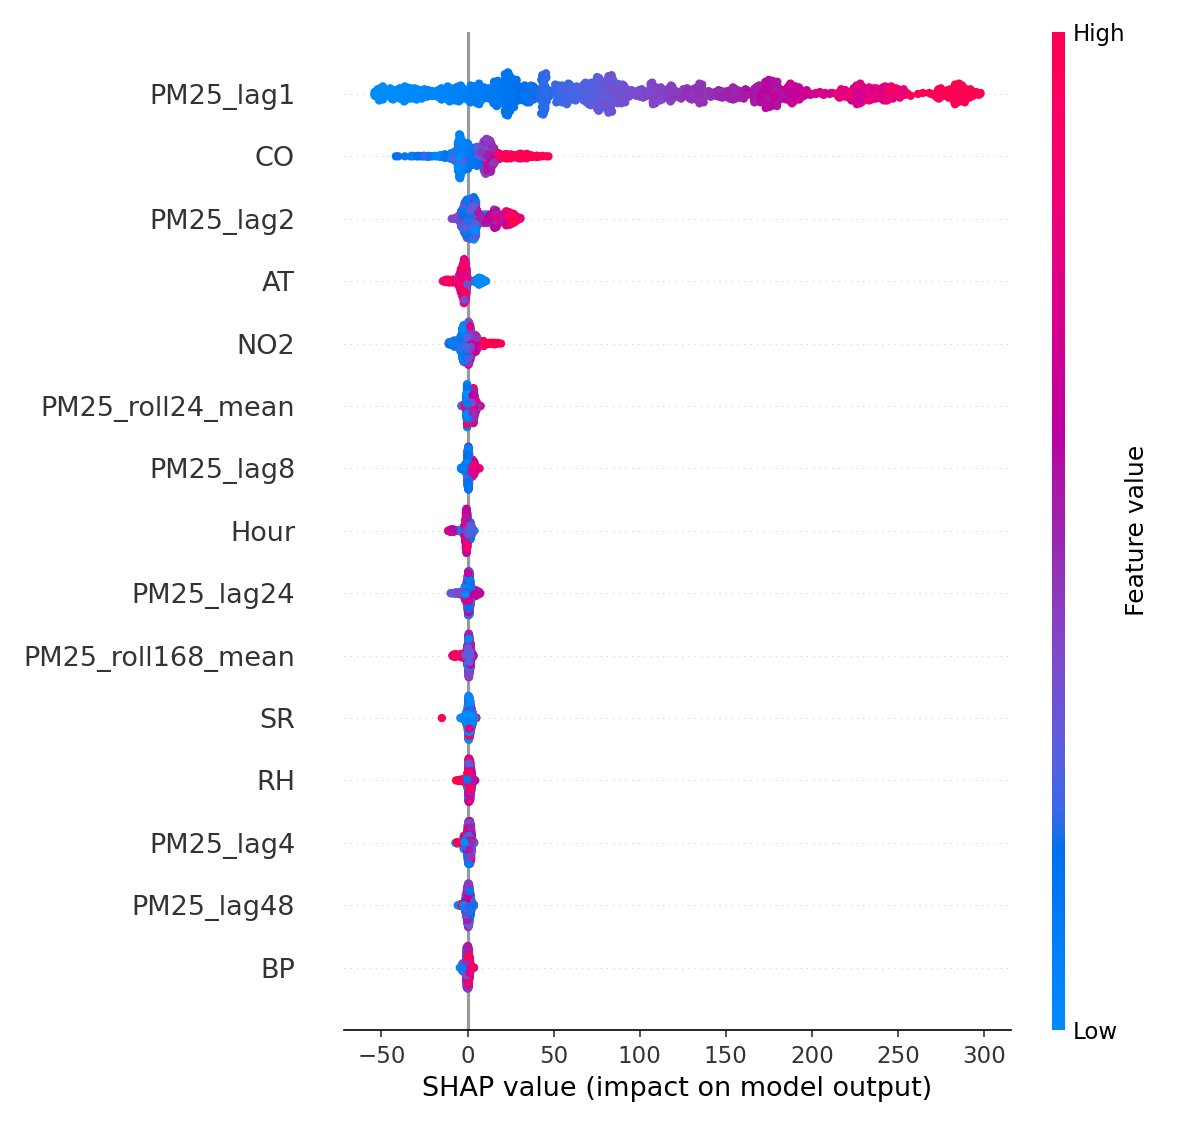 High
PM25_lag1
CO
PM25_lag2
AT
NO2
PM25_roll24_mean
PM25_lag8
Hour
PM25_lag24
PM25_roll168_mean
SR
RH
PM25_lag4
PM25_lag48
BP
Feature value
Low
−50 0 50 100 150 200 250 300
SHAP value (impact on model output)